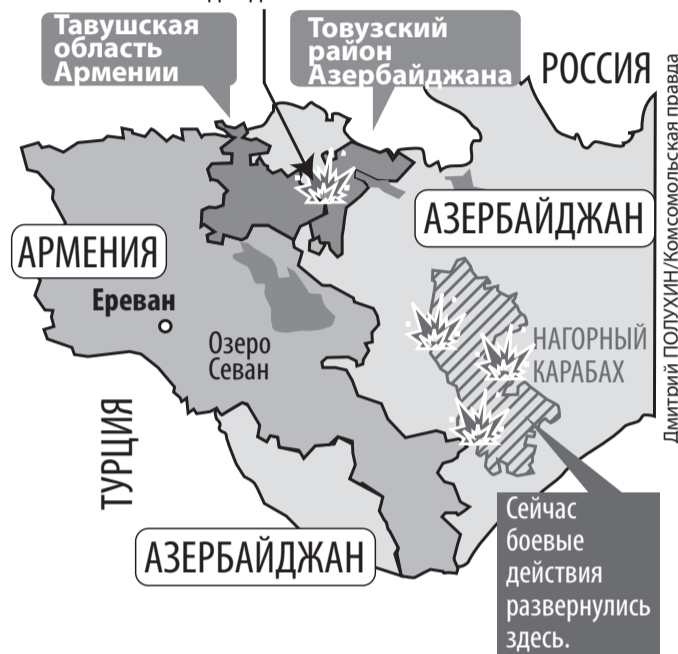 Тавушская
область
Армении
Товузский
район
Азербайджана
РОССИЯ
АЗЕРБАЙДЖАН
АРМЕНИЯ
Ереван
Озеро
Севан
НАГОРНЫЙ
КАРАБАХ
ТУРЦИЯ
АЗЕРБАЙДЖАН
Сейчас
боевые
действия
развернулись
здесь.
Дмитрий ПОЛУХИН/Комсомольская правда